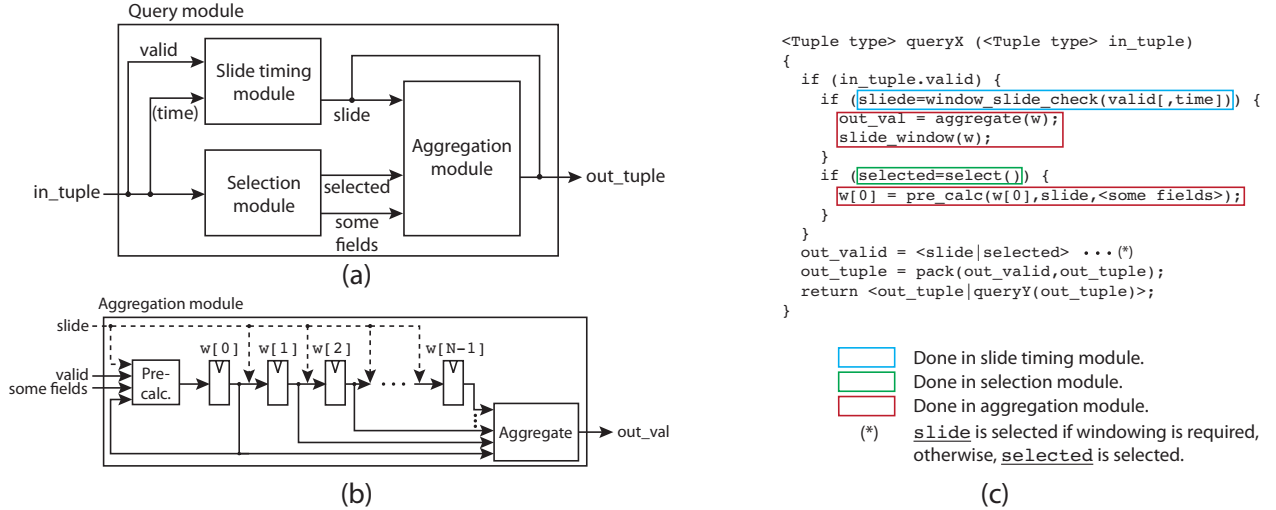 Query module
valid
(time)
Slide timing
module
slide
in_tuple
Selection
module
selected
some
fields
Aggregation
module
out_tuple
(a)
Aggregation module
slide
w[0]
w[1]
w[2]
w[N-1]
valid
some fields
Pre-
calc.
• • •
Aggregate
out_val
(b)
<Tuple type> queryX (<Tuple type> in_tuple)
{
if (in_tuple.valid) {
if (sliede=window_slide_check(valid[,time])) {
out_val = aggregate(w);
slide_window(w);
}
if (selected=select()) {
w[0] = pre_calc(w[0],slide,<some fields>);
}
}
out_valid = <slide|selected> • • • (*)
out_tuple = pack(out_valid,out_tuple);
return <out_tuple|queryY(out_tuple)>;
}
Done in slide timing module.
Done in selection module.
Done in aggregation module.
(*) slide is selected if windowing is required,
otherwise, selected is selected.
(c)